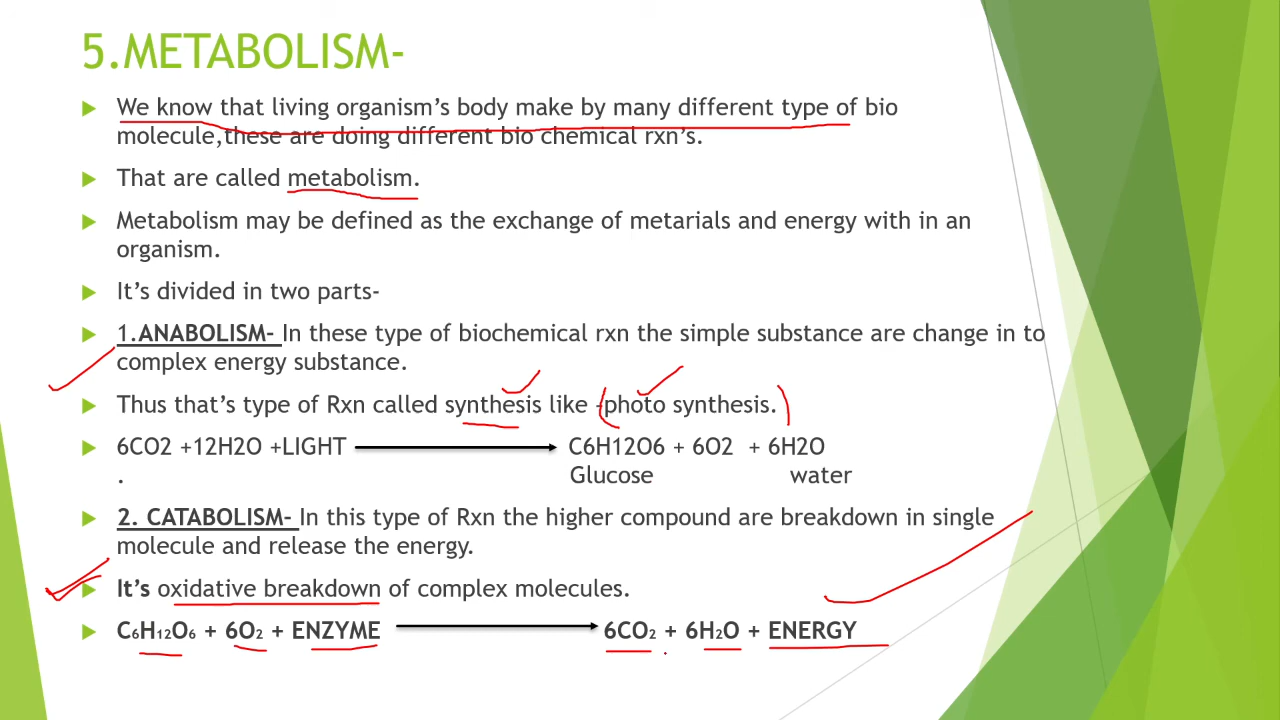 5.METABOLISM-
We know that living organism’s body make by many different type of bio
molecule,these are doing different bio chemical rxn’s.
That are called metabolism.
Metabolism may be defined as the exchange of metarials and energy with in an
organism.
It’s divided in two parts-
1.ANABOLISM- In these type of biochemical rxn the simple substance are change in to
complex energy substance.
Thus that’s type of Rxn called synthesis like -photo synthesis.
6CO2 +12H2O +LIGHT C6H12O6 + 6O2 + 6H2O
. Glucose water
2. CATABOLISM- In this type of Rxn the higher compound are breakdown in single
molecule and release the energy.
It’s oxidative breakdown of complex molecules.
C₆H₁₂O₆ + 6O₂ + ENZYME 6CO₂ + 6H₂O + ENERGY